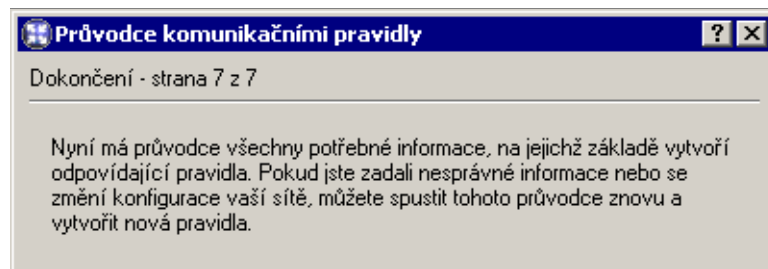 Průvodce komunikačními pravidly
Dokončení - strana 7 z 7
Nyní má průvodce všechny potřebné informace, na jejichž základě vytvoří
odpovídající pravidla. Pokud jste zadali nesprávné informace nebo se
změní konfigurace vaší sítě, můžete spustit tohoto průvodce znovu a
vytvořit nová pravidla.